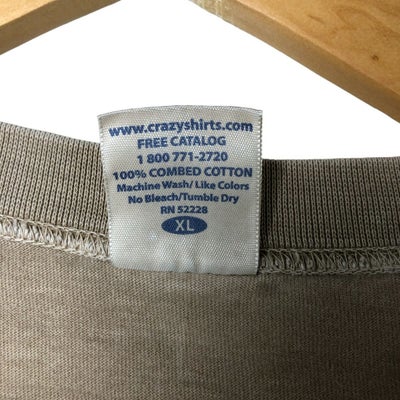 www.crazyshirts.com
FREE CATALOG
1 800 771-2720
100% COMBED COTTON
Machine Wash/ Like Colors
No Bleach/Tumble Dry
RN 52228
XL